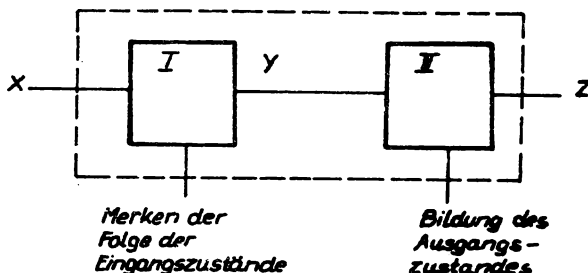 I
II
X
Y
Z
Merken der
Folge der
Eingangszustände
Bildung des
Ausgangs-
zustandes